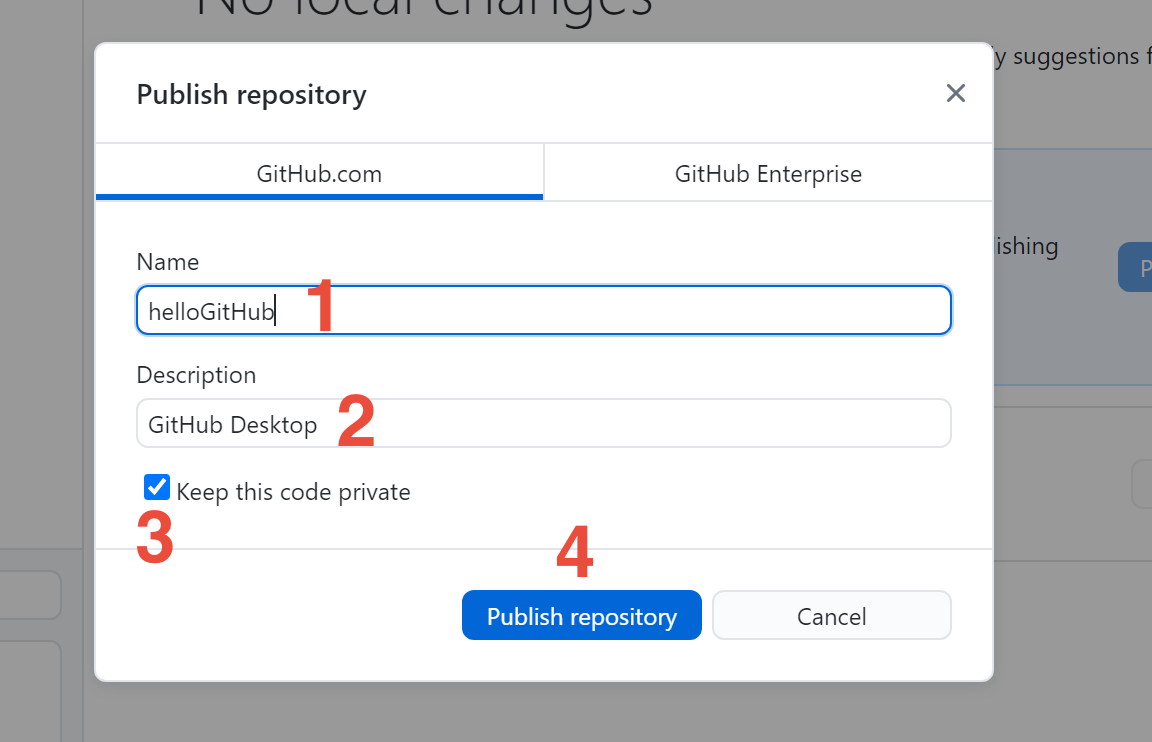 No local changes
y suggestions f
Publish repository
GitHub.com
GitHub Enterprise
ishing
P
Name
helloGitHub 1
Description
GitHub Desktop 2
Keep this code private
3
4
Publish repository
Cancel